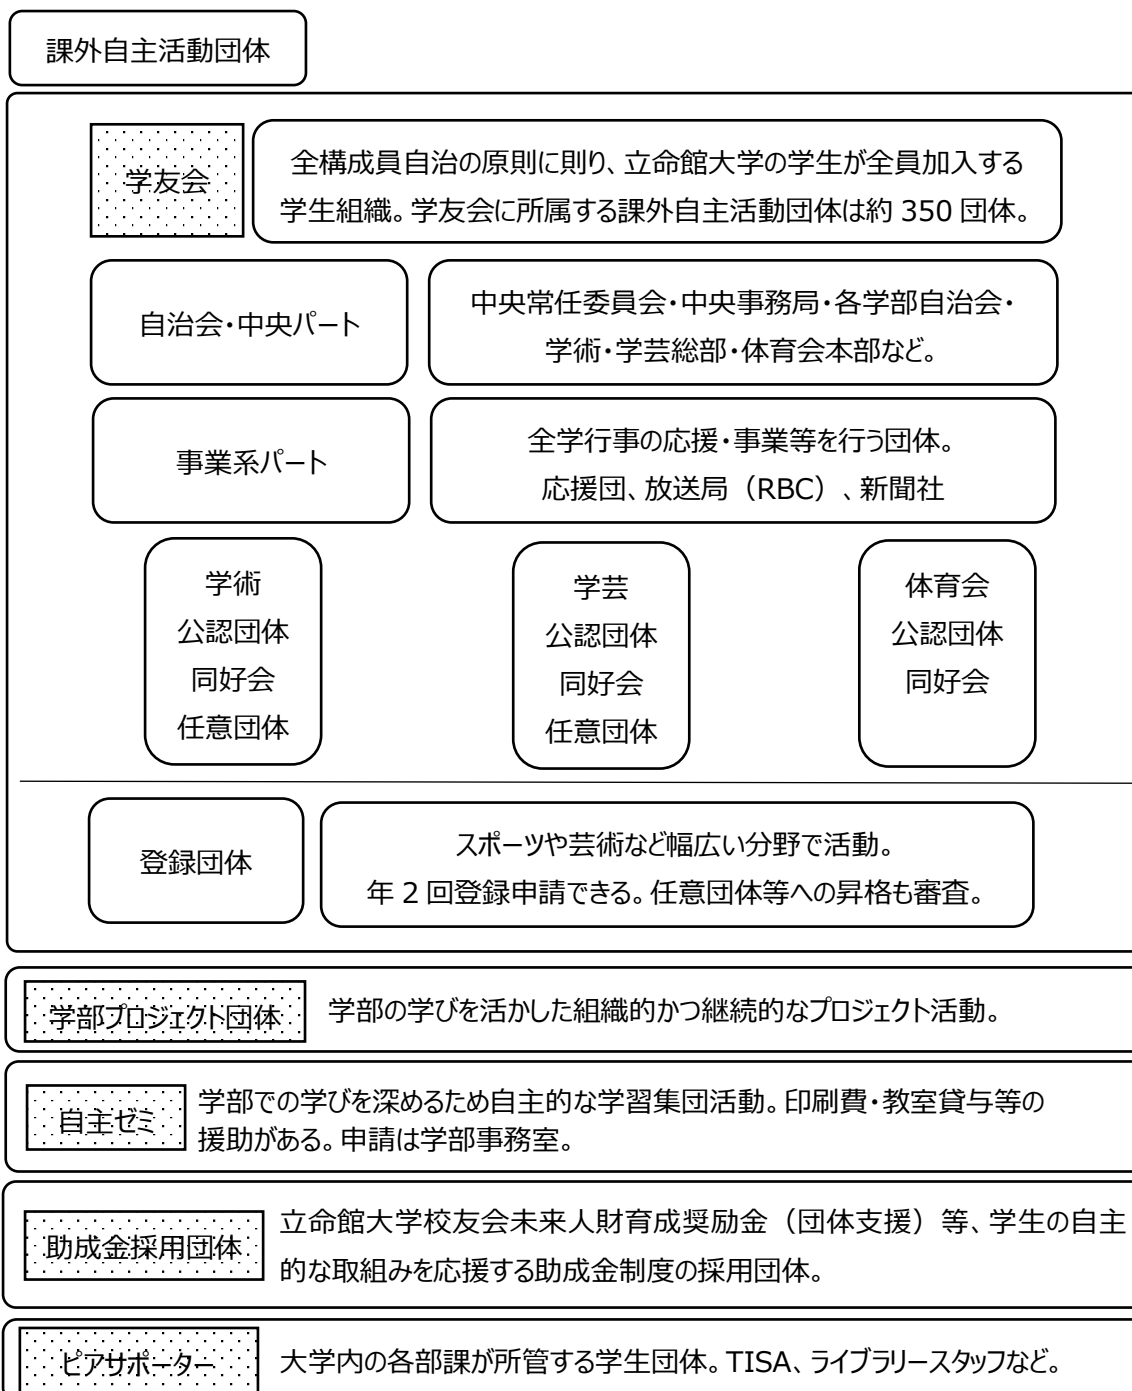 課外自主活動団体
学友会
全構成員自治の原則に則り、立命館大学の学生が全員加入する
学生組織。学友会に所属する課外自主活動団体は約 350 団体。
自治会・中央パート
中央常任委員会・中央事務局・各学部自治会・
学術・学芸総部・体育会本部など。
事業系パート
全学行事の応援・事業等を行う団体。
応援団、放送局（RBC）、新聞社
学術
公認団体
同好会
任意団体
学芸
公認団体
同好会
任意団体
体育会
公認団体
同好会
登録団体
スポーツや芸術など幅広い分野で活動。
年 2 回登録申請できる。任意団体等への昇格も審査。
学部プロジェクト団体
学部の学びを活かした組織的かつ継続的なプロジェクト活動。
自主ゼミ
学部での学びを深めるため自主的な学習集団活動。印刷費・教室貸与等の
援助がある。申請は学部事務室。
助成金採用団体
立命館大学校友会未来人財育成奨励金（団体支援）等、学生の自主
的な取組みを応援する助成金制度の採用団体。
ピアサポーター
大学内の各部課が所管する学生団体。TISA、ライブラリースタッフなど。